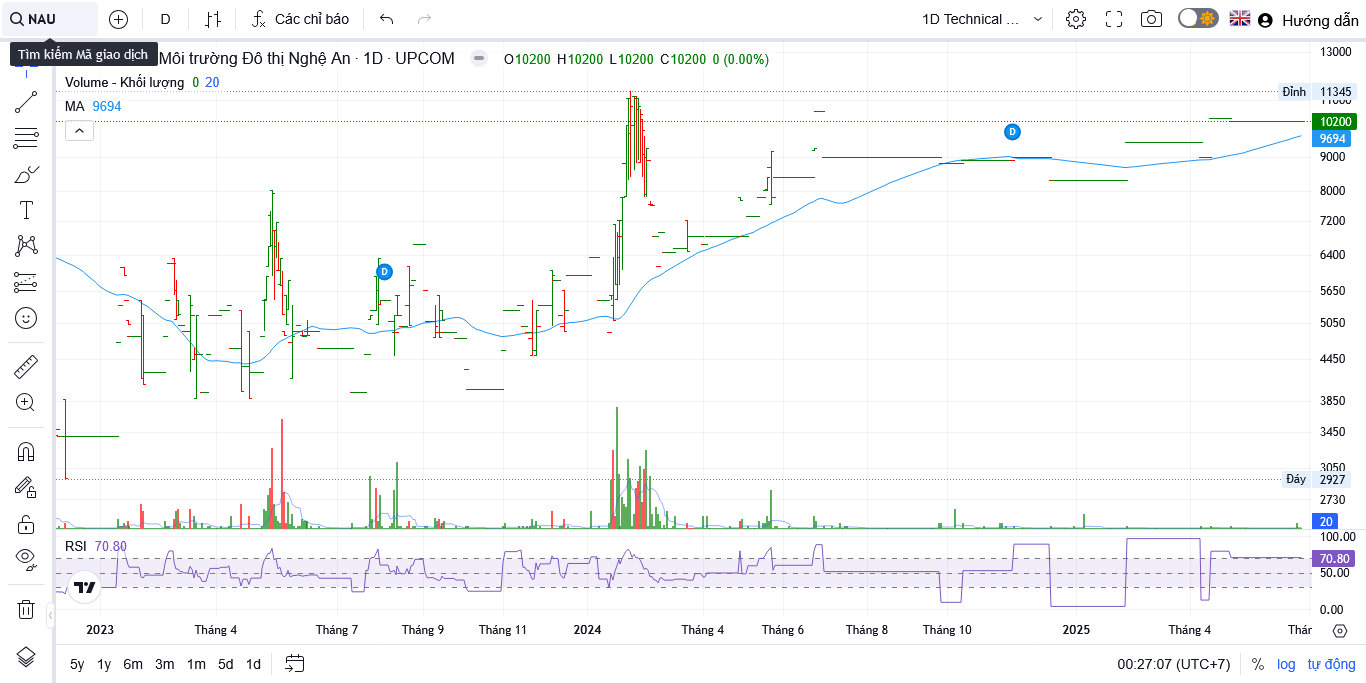 NAU D Các chỉ báo 1D Technical ... Hướng dẫn
Tìm kiếm Mã giao dịch
Môi trường Đô thị Nghệ An · 1D · UPCOM O10200 H10200 L10200 C10200 0 (0.00%)
Volume - Khối lượng 0 20
MA 9694
13000
Đỉnh 11345
11000
10200
9694
9000
8000
7200
6400
5650
5050
4450
3850
3450
3050
Đáy 2927
2730
20
D
D
RSI 70.80
100.00
70.80
50.00
0.00
2023 Tháng 4 Tháng 7 Tháng 9 Tháng 11 2024 Tháng 4 Tháng 6 Tháng 8 Tháng 10 2025 Tháng 4 Thár
5y 1y 6m 3m 1m 5d 1d 00:27:07 (UTC+7) % log tự động